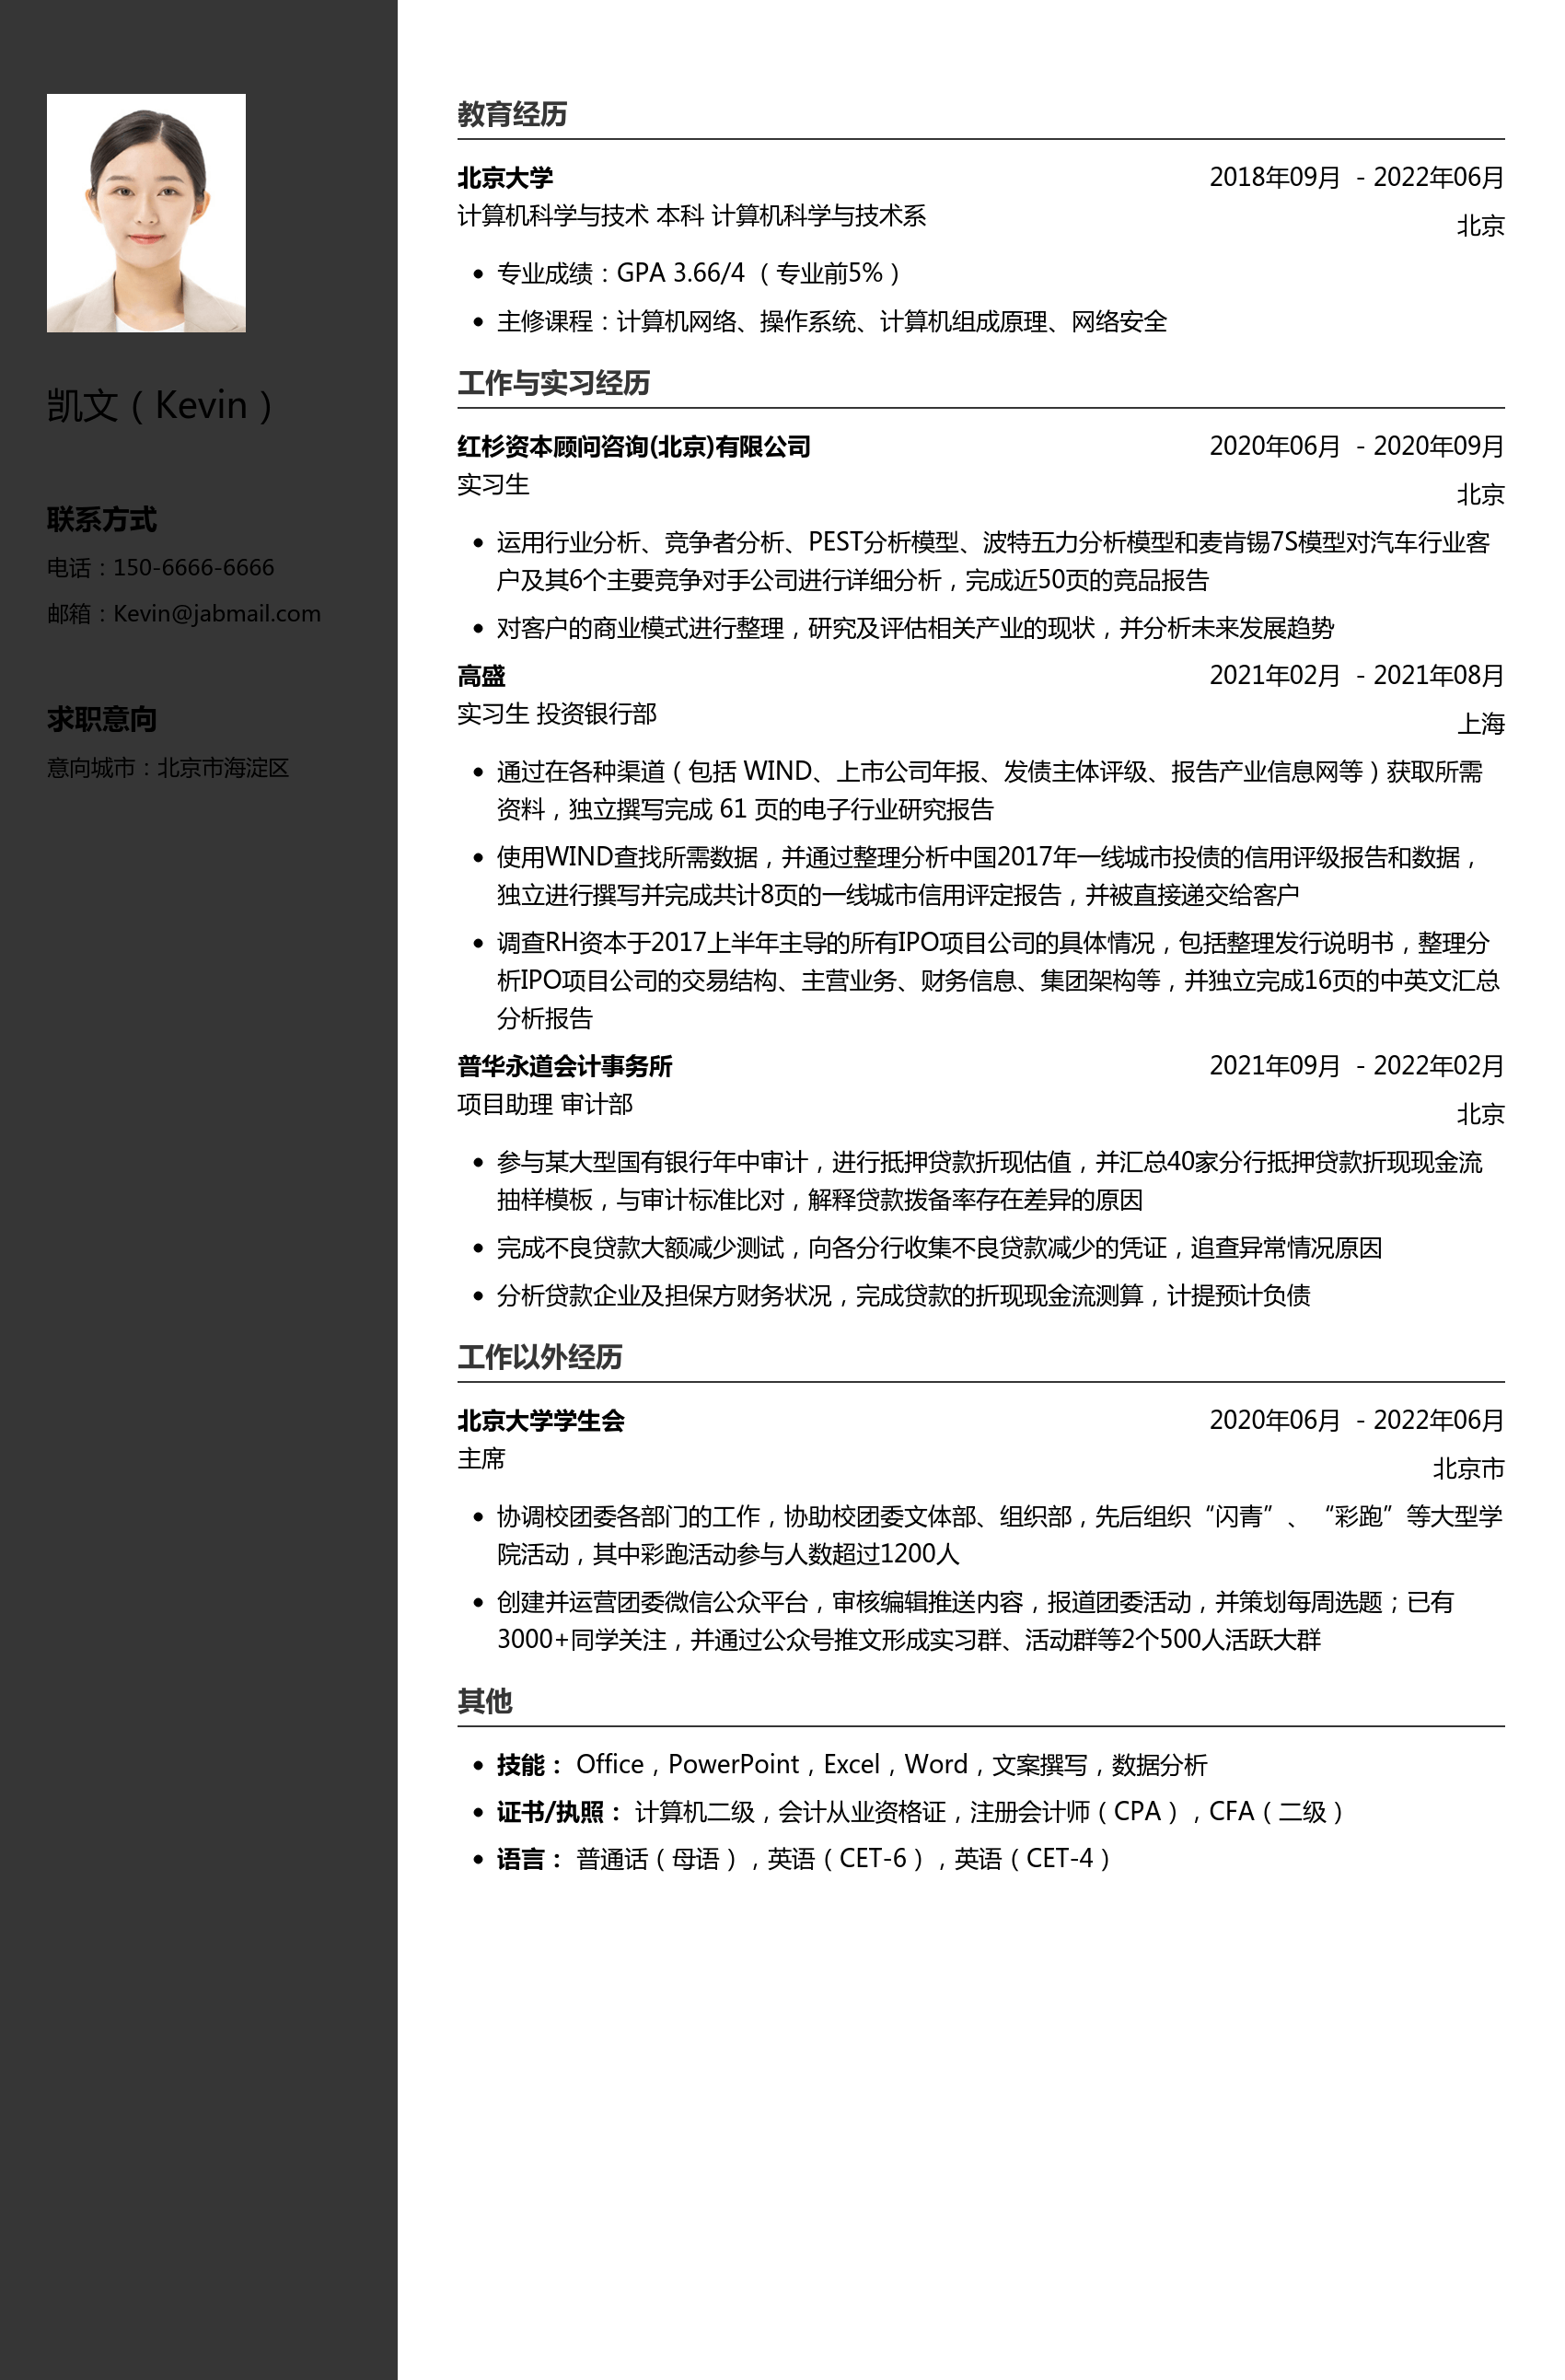 凯文（Kevin）
联系方式
电话：150-6666-6666
邮箱：Kevin@jabmail.com
求职意向
意向城市：北京市海淀区
教育经历
北京大学 2018年09月 - 2022年06月
计算机科学与技术 本科 计算机科学与技术系 北京
• 专业成绩：GPA 3.66/4 （专业前5%）
• 主修课程：计算机网络、操作系统、计算机组成原理、网络安全
工作与实习经历
红杉资本顾问咨询(北京)有限公司 2020年06月 - 2020年09月
实习生 北京
• 运用行业分析、竞争者分析、PEST分析模型、波特五力分析模型和麦肯锡7S模型对汽车行业客
户及其6个主要竞争对手公司进行详细分析，完成近50页的竞品报告
• 对客户的商业模式进行整理，研究及评估相关产业的现状，并分析未来发展趋势
高盛 2021年02月 - 2021年08月
实习生 投资银行部 上海
• 通过在各种渠道（包括 WIND、上市公司年报、发债主体评级、报告产业信息网等）获取所需
资料，独立撰写完成 61 页的电子行业研究报告
• 使用WIND查找所需数据，并通过整理分析中国2017年一线城市投债的信用评级报告和数据，
独立进行撰写并完成共计8页的一线城市信用评定报告，并被直接递交给客户
• 调查RH资本于2017上半年主导的所有IPO项目公司的具体情况，包括整理发行说明书，整理分
析IPO项目公司的交易结构、主营业务、财务信息、集团架构等，并独立完成16页的中英文汇总
分析报告
普华永道会计事务所 2021年09月 - 2022年02月
项目助理 审计部 北京
• 参与某大型国有银行年中审计，进行抵押贷款折现估值，并汇总40家分行抵押贷款折现现金流
抽样模板，与审计标准比对，解释贷款拨备率存在差异的原因
• 完成不良贷款大额减少测试，向各分行收集不良贷款减少的凭证，追查异常情况原因
• 分析贷款企业及担保方财务状况，完成贷款的折现现金流测算，计提预计负债
工作以外经历
北京大学学生会 2020年06月 - 2022年06月
主席 北京市
• 协调校团委各部门的工作，协助校团委文体部、组织部，先后组织“闪青”、“彩跑”等大型学
院活动，其中彩跑活动参与人数超过1200人
• 创建并运营团委微信公众平台，审核编辑推送内容，报道团委活动，并策划每周选题；已有
3000+同学关注，并通过公众号推文形成实习群、活动群等2个500人活跃大群
其他
• 技能： Office，PowerPoint，Excel，Word，文案撰写，数据分析
• 证书/执照： 计算机二级，会计从业资格证，注册会计师（CPA），CFA（二级）
• 语言： 普通话（母语），英语（CET-6），英语（CET-4）